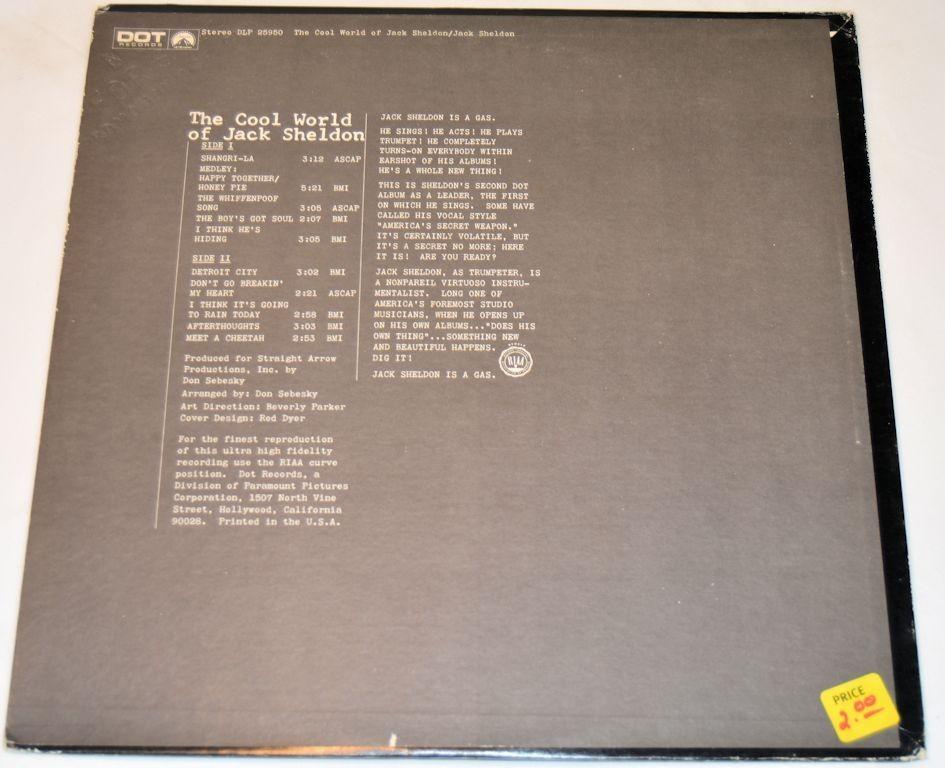 DOT
RECORDS
Stereo DLP 25950 The Cool World of Jack Sheldon/Jack Sheldon
The Cool World
of Jack Sheldon
SIDE I
SHANGRI-LA 3:12 ASCAP
MEDLEY:
HAPPY TOGETHER/
HONEY PIE 5:21 BMI
THE WHIFFENPOOF
SONG 3:05 ASCAP
THE BOY'S GOT SOUL 2:07 BMI
I THINK HE'S
HIDING 3:05 BMI
SIDE II
DETROIT CITY 3:02 BMI
DON'T GO BREAKIN'
MY HEART 2:21 ASCAP
I THINK IT'S GOING
TO RAIN TODAY 2:58 BMI
AFTERTHOUGHTS 3:03 BMI
MEET A CHEETAH 2:53 BMI
Produced for Straight Arrow
Productions, Inc. by
Don Sebesky
Arranged by: Don Sebesky
Art Direction: Beverly Parker
Cover Design: Rod Dyer
For the finest reproduction
of this ultra high fidelity
recording use the RIAA curve
position. Dot Records, a
Division of Paramount Pictures
Corporation, 1507 North Vine
Street, Hollywood, California
90028. Printed in the U.S.A.
JACK SHELDON IS A GAS.
HE SINGS! HE ACTS! HE PLAYS
TRUMPET! HE COMPLETELY
TURNS-ON EVERYBODY WITHIN
EARSHOT OF HIS ALBUMS!
HE'S A WHOLE NEW THING!
THIS IS SHELDON'S SECOND DOT
ALBUM AS A LEADER, THE FIRST
ON WHICH HE SINGS. SOME HAVE
CALLED HIS VOCAL STYLE
"AMERICA'S SECRET WEAPON."
IT'S CERTAINLY VOLATILE, BUT
IT'S A SECRET NO MORE; HERE
IT IS! ARE YOU READY?
JACK SHELDON, AS TRUMPETER, IS
A NONPAREIL VIRTUOSO INSTRU-
MENTALIST. LONG ONE OF
AMERICA'S FOREMOST STUDIO
MUSICIANS, WHEN HE OPENS UP
ON HIS OWN ALBUMS..."DOES HIS
OWN THING"...SOMETHING NEW
AND BEAUTIFUL HAPPENS.
DIG IT!
JACK SHELDON IS A GAS.
RIAA
PRICE
2.00